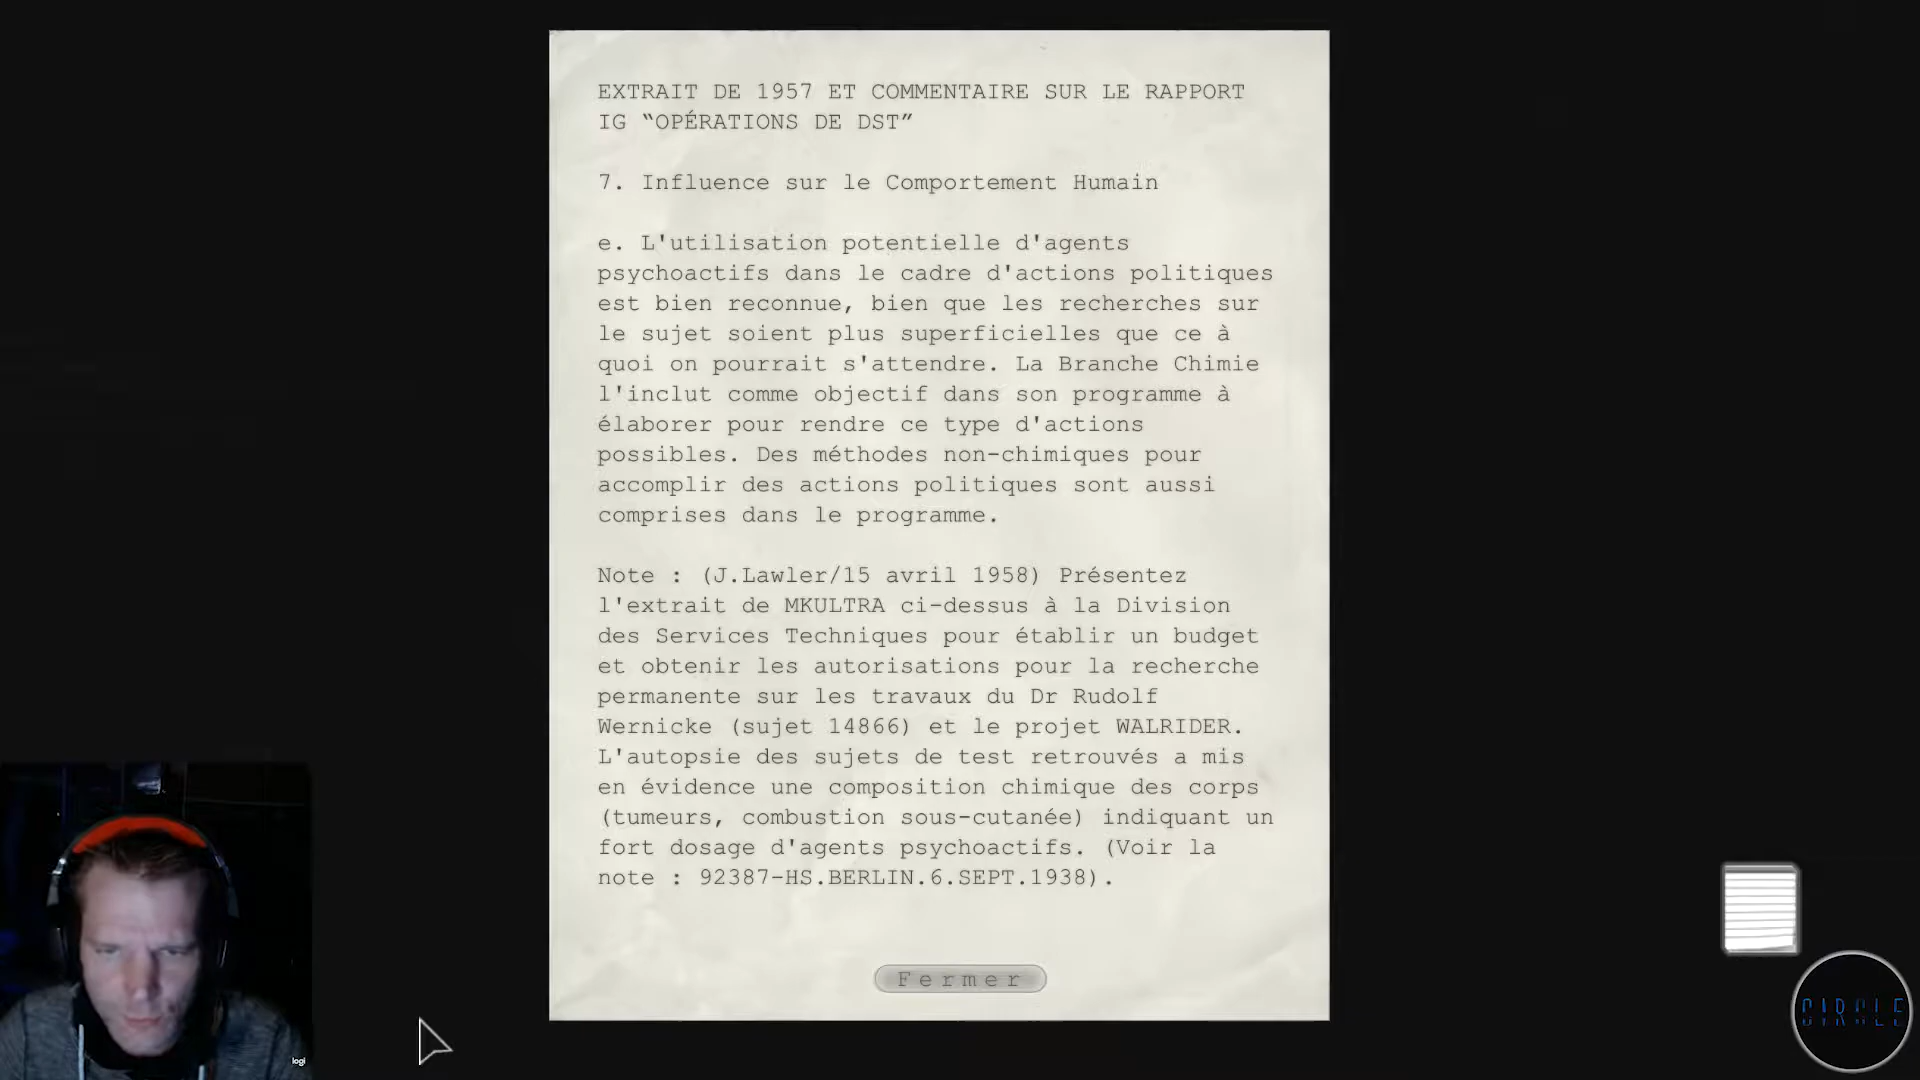 EXTRAIT DE 1957 ET COMMENTAIRE SUR LE RAPPORT
IG “OPÉRATIONS DE DST”
7. Influence sur le Comportement Humain
e. L'utilisation potentielle d'agents
psychoactifs dans le cadre d'actions politiques
est bien reconnue, bien que les recherches sur
le sujet soient plus superficielles que ce à
quoi on pourrait s'attendre. La Branche Chimie
l'inclut comme objectif dans son programme à
élaborer pour rendre ce type d'actions
possibles. Des méthodes non-chimiques pour
accomplir des actions politiques sont aussi
comprises dans le programme.
Note : (J.Lawler/15 avril 1958) Présentez
l'extrait de MKULTRA ci-dessus à la Division
des Services Techniques pour établir un budget
et obtenir les autorisations pour la recherche
permanente sur les travaux du Dr Rudolf
Wernicke (sujet 14866) et le projet WALRIDER.
L'autopsie des sujets de test retrouvés a mis
en évidence une composition chimique des corps
(tumeurs, combustion sous-cutanée) indiquant un
fort dosage d'agents psychoactifs. (Voir la
note : 92387-HS.BERLIN.6.SEPT.1938).
Fermer
logi
CIRCLE